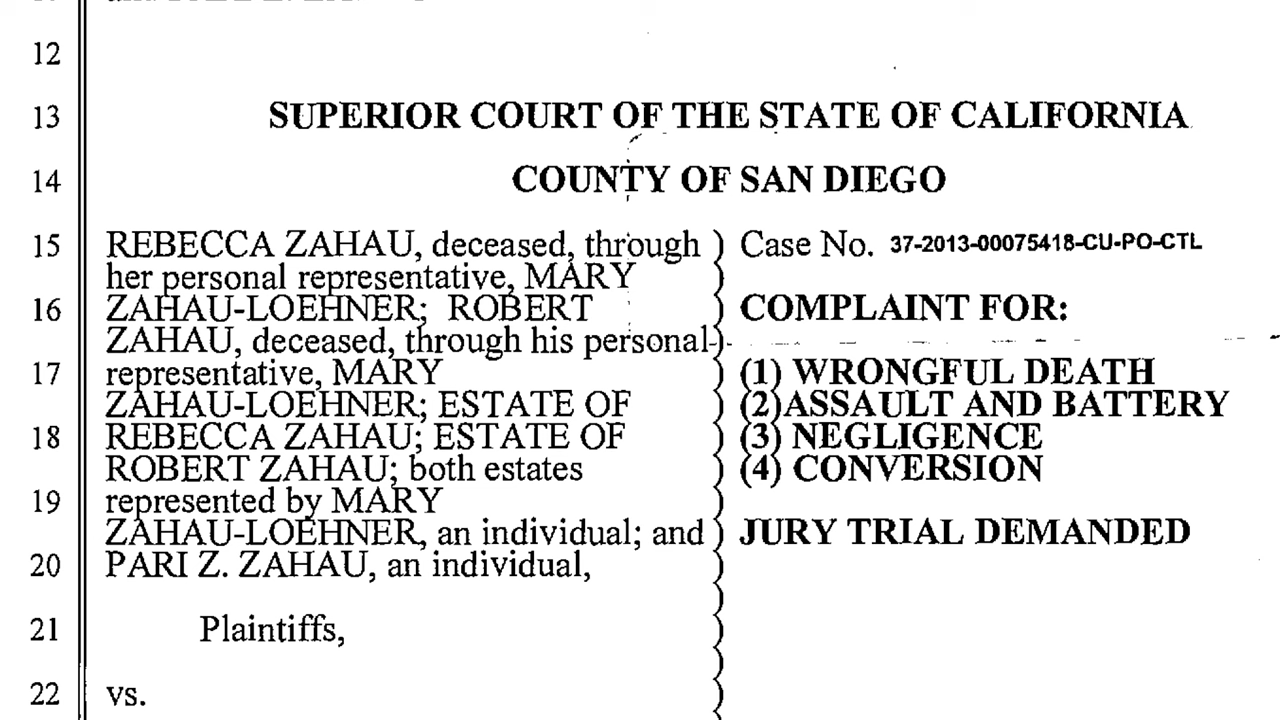 12
13 SUPERIOR COURT OF THE STATE OF CALIFORNIA
14 COUNTY OF SAN DIEGO
15 REBECCA ZAHAU, deceased, through ) Case No. 37-2013-00075418-CU-PO-CTL
her personal representative, MARY )
16 ZAHAU-LOEHNER; ROBERT ) COMPLAINT FOR:
ZAHAU, deceased, through his personal )
17 representative, MARY ) (1) WRONGFUL DEATH
ZAHAU-LOEHNER; ESTATE OF ) (2)ASSAULT AND BATTERY
18 REBECCA ZAHAU; ESTATE OF ) (3) NEGLIGENCE
ROBERT ZAHAU; both estates ) (4) CONVERSION
19 represented by MARY )
ZAHAU-LOEHNER, an individual; and ) JURY TRIAL DEMANDED
20 PARI Z. ZAHAU, an individual, )
)
21 Plaintiffs, )
)
22 vs. )